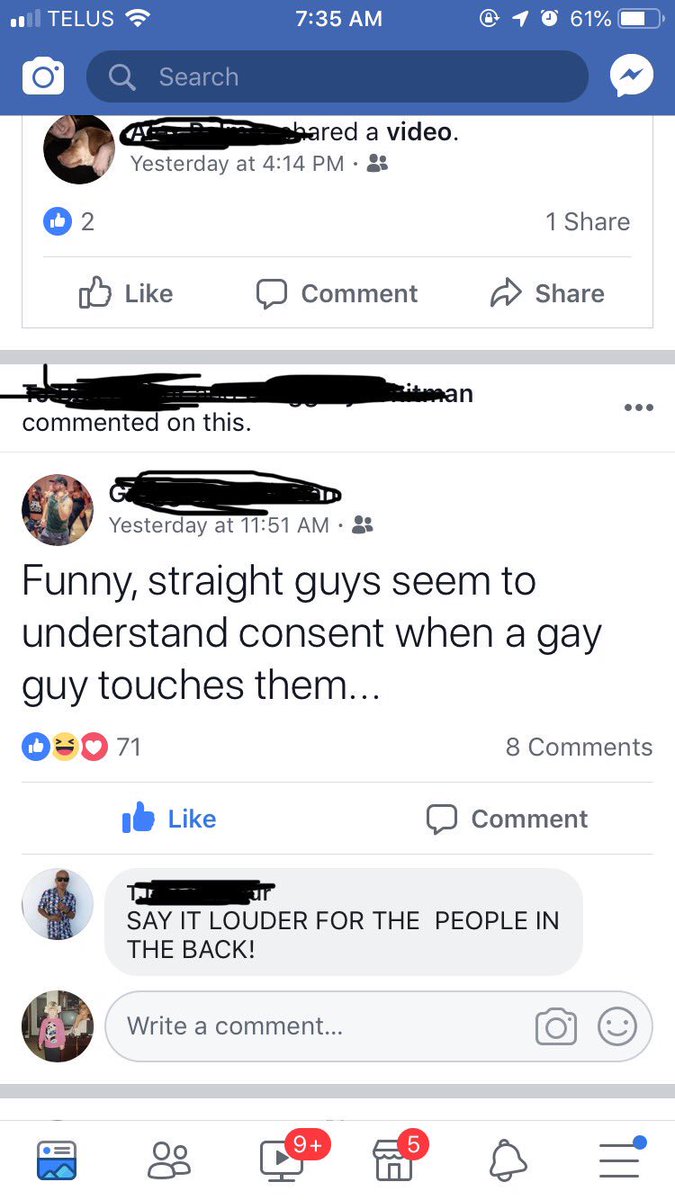 TELUS 7:35 AM 61%
Search
shared a video.
Yesterday at 4:14 PM ·
2 1 Share
Like Comment Share
commented on this.
Yesterday at 11:51 AM ·
Funny, straight guys seem to
understand consent when a gay
guy touches them...
71 8 Comments
Like Comment
SAY IT LOUDER FOR THE PEOPLE IN
THE BACK!
Write a comment...
9+ 5